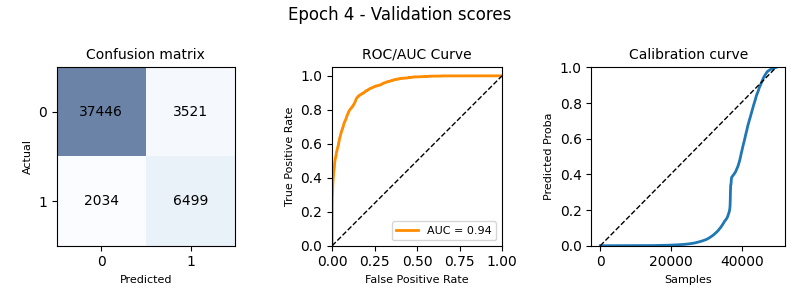 Epoch 4 - Validation scores
Confusion matrix
0
1
Actual
37446 3521
2034 6499
0 1
Predicted
ROC/AUC Curve
1.0
0.8
0.6
0.4
0.2
0.0
True Positive Rate
AUC = 0.94
0.0 0.25 0.50 0.75 1.00
False Positive Rate
Calibration curve
1.0
0.8
0.6
0.4
0.2
0.0
Predicted Proba
0 20000 40000
Samples